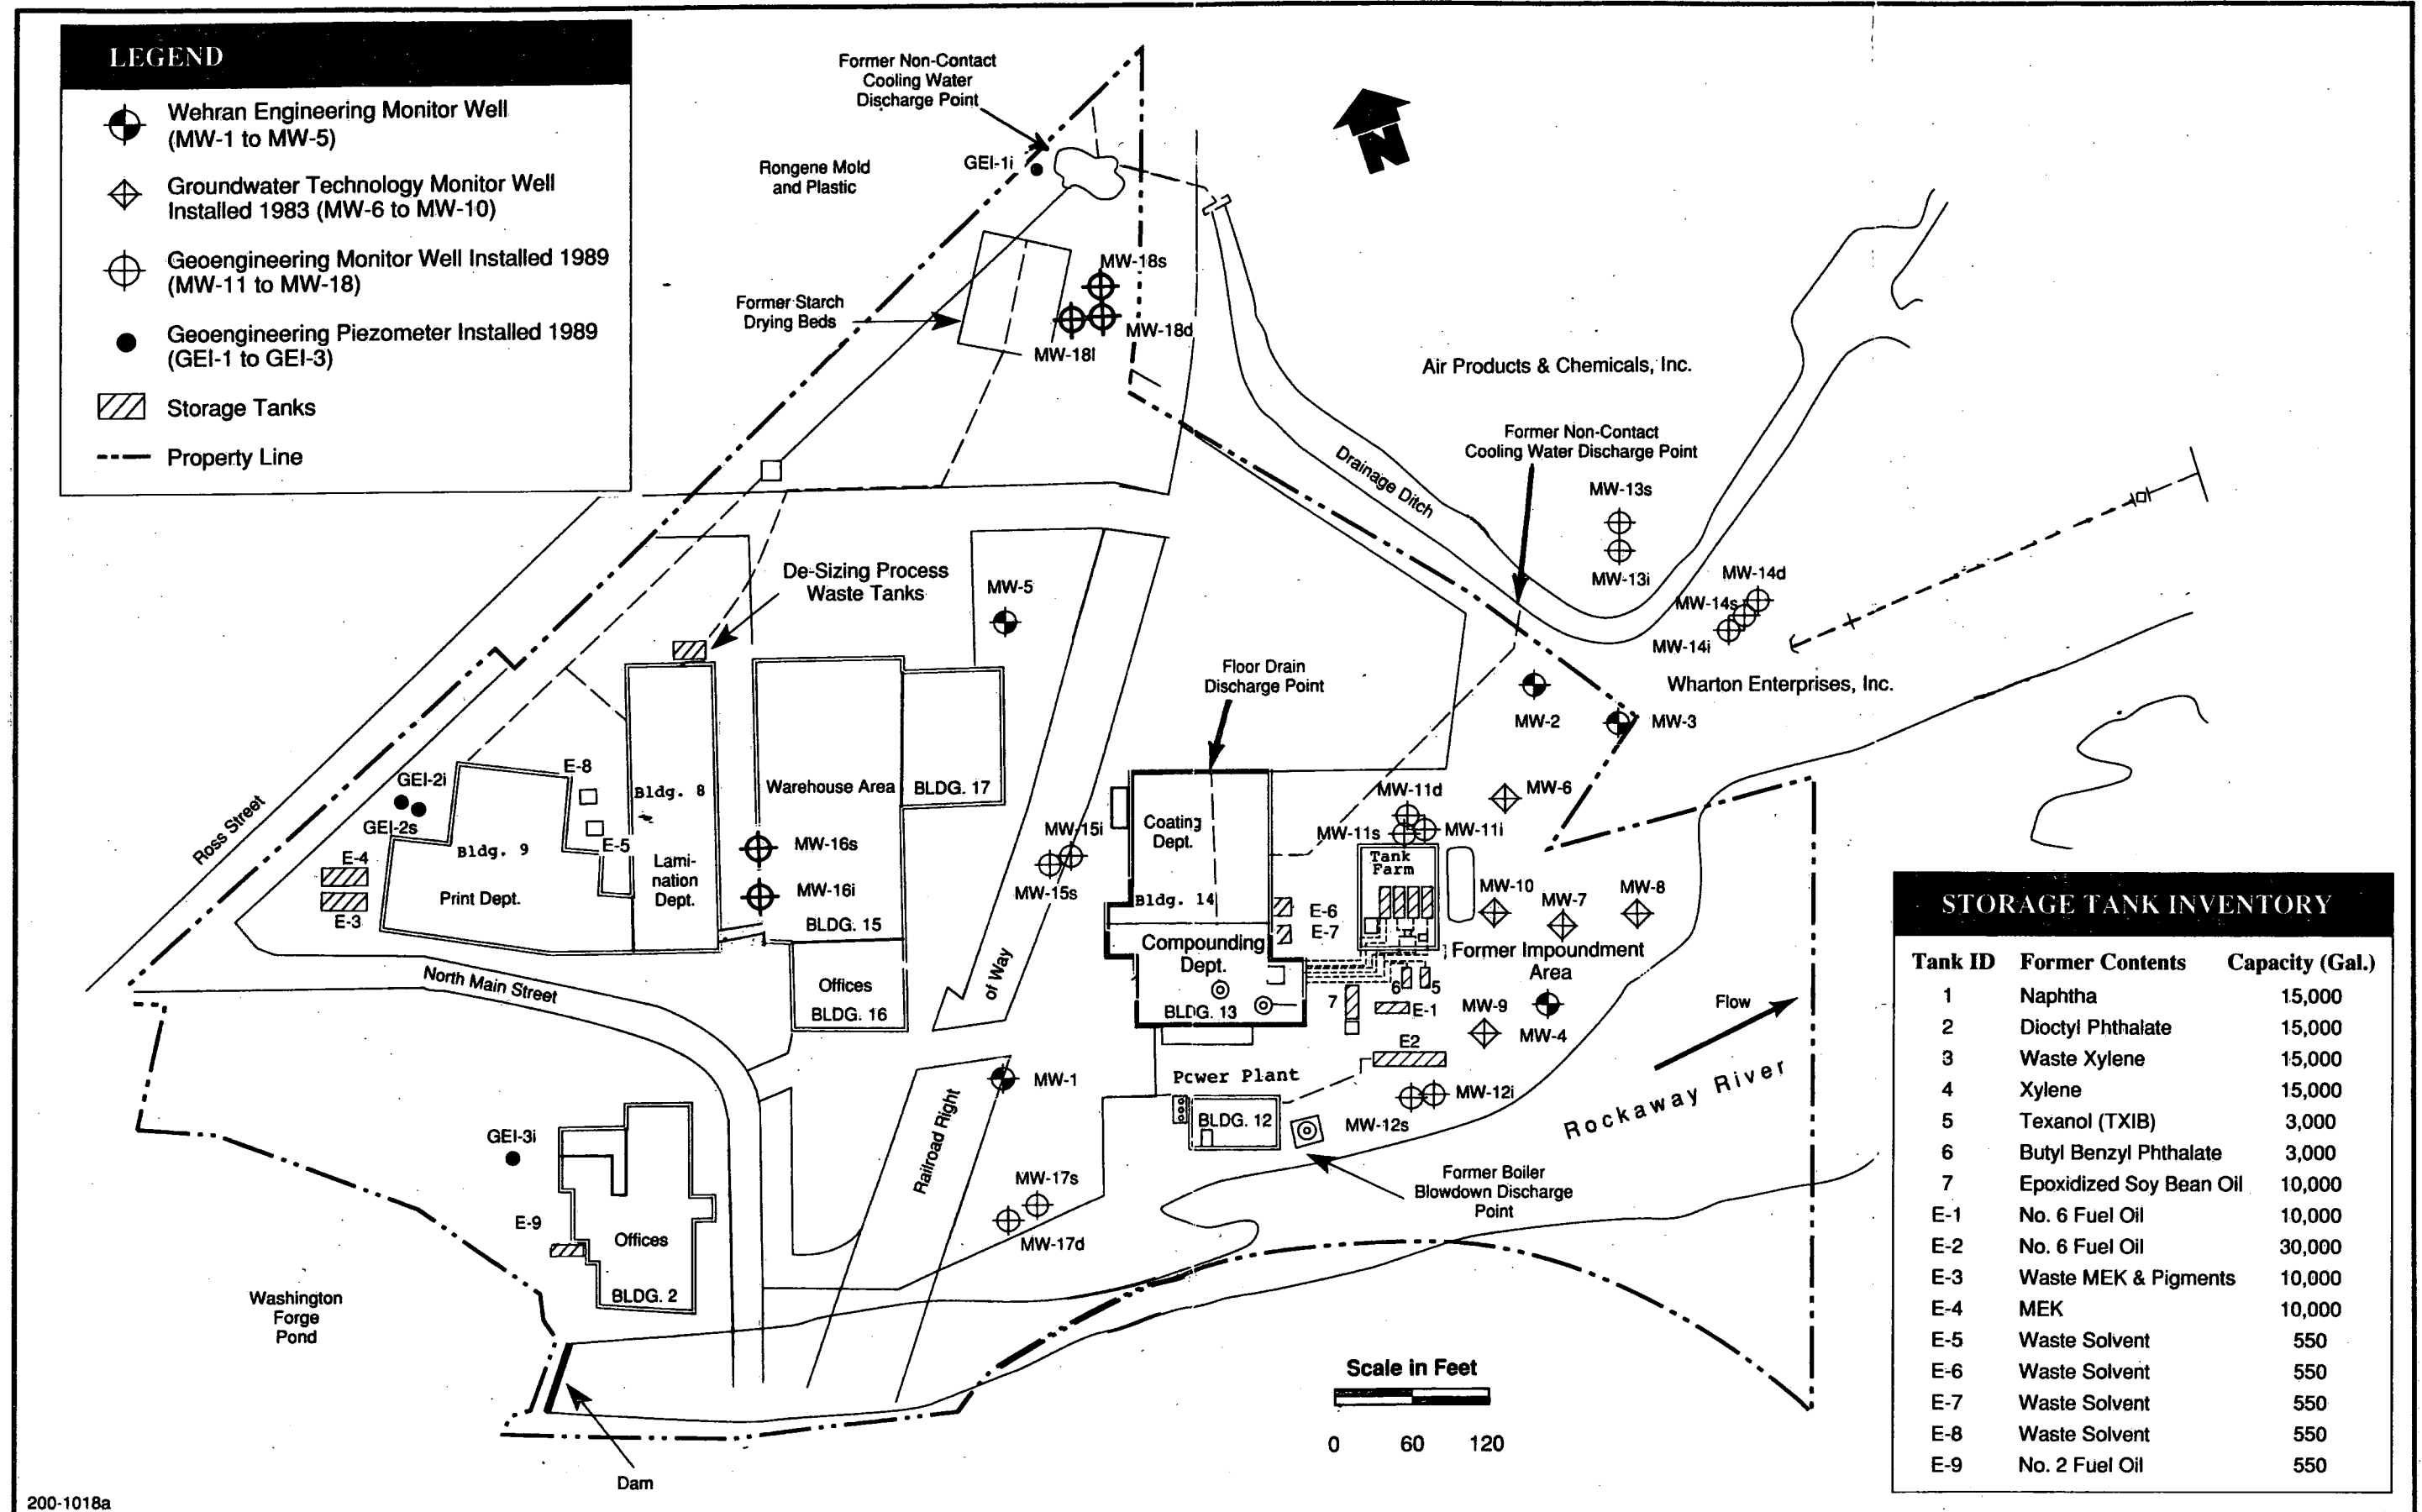 LEGEND
Wehran Engineering Monitor Well
(MW-1 to MW-5)
Groundwater Technology Monitor Well
Installed 1983 (MW-6 to MW-10)
Geoengineering Monitor Well Installed 1989
(MW-11 to MW-18)
Geoengineering Piezometer Installed 1989
(GEI-1 to GEI-3)
Storage Tanks
Property Line
Former Non-Contact
Cooling Water
Discharge Point
N
Rongene Mold
and Plastic
GEI-1i
MW-18s
Former Starch
Drying Beds
MW-18d
MW-18I
Air Products & Chemicals, Inc.
Former Non-Contact
Cooling Water Discharge Point
Drainage Ditch
MW-13s
MW-13i
MW-14d
MW-14s
MW-14i
De-Sizing Process
Waste Tanks
MW-5
Floor Drain
Discharge Point
Wharton Enterprises, Inc.
MW-2
MW-3
Ross Street
GEI-2i
GEI-2s
E-8
E-5
Bldg. 8
Warehouse Area
BLDG. 17
Bldg. 9
Print Dept.
E-4
E-3
Lami-
nation
Dept.
MW-16s
MW-16i
BLDG. 15
MW-15i
MW-15s
Coating
Dept.
Bldg. 14
MW-11d
MW-11s
MW-11i
MW-6
Tank
Farm
MW-10
MW-7
MW-8
E-6
E-7
Compounding
Dept.
BLDG. 13
Former Impoundment
Area
6
5
7
E-1
MW-9
MW-4
E2
North Main Street
Offices
BLDG. 16
of Way
Railroad Right
MW-1
Power Plant
BLDG. 12
MW-12i
MW-12s
Flow
Rockaway River
Former Boiler
Blowdown Discharge
Point
GEI-3i
E-9
Offices
BLDG. 2
MW-17s
MW-17d
Washington
Forge
Pond
Dam
Scale in Feet
0 60 120
STORAGE TANK INVENTORY
Tank ID Former Contents Capacity (Gal.)
1 Naphtha 15,000
2 Dioctyl Phthalate 15,000
3 Waste Xylene 15,000
4 Xylene 15,000
5 Texanol (TXIB) 3,000
6 Butyl Benzyl Phthalate 3,000
7 Epoxidized Soy Bean Oil 10,000
E-1 No. 6 Fuel Oil 10,000
E-2 No. 6 Fuel Oil 30,000
E-3 Waste MEK & Pigments 10,000
E-4 MEK 10,000
E-5 Waste Solvent 550
E-6 Waste Solvent 550
E-7 Waste Solvent 550
E-8 Waste Solvent 550
E-9 No. 2 Fuel Oil 550
200-1018a